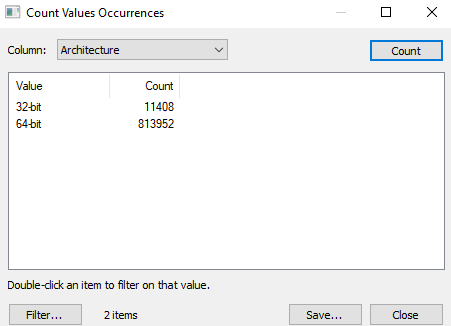 Count Values Occurrences
Column: Architecture Count
Value Count
32-bit 11408
64-bit 813952
Double-click an item to filter on that value.
Filter... 2 items Save... Close